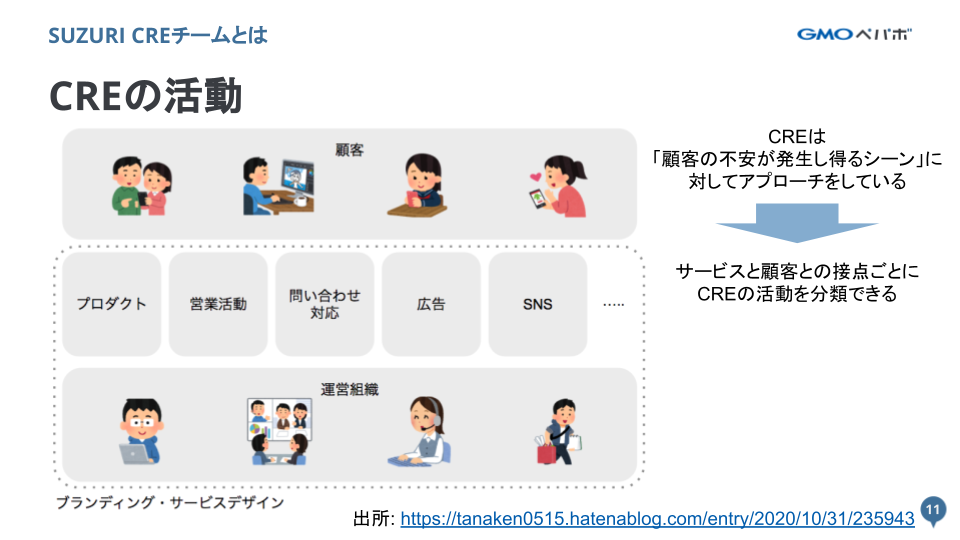 SUZURI CREチームとは
GMOペパボ
CREの活動
顧客
プロダクト
営業活動
問い合わせ
対応
広告
SNS
.....
運営組織
ブランディング・サービスデザイン
CREは
「顧客の不安が発生し得るシーン」に
対してアプローチをしている
サービスと顧客との接点ごとに
CREの活動を分類できる
出所: https://tanaken0515.hatenablog.com/entry/2020/10/31/235943
11